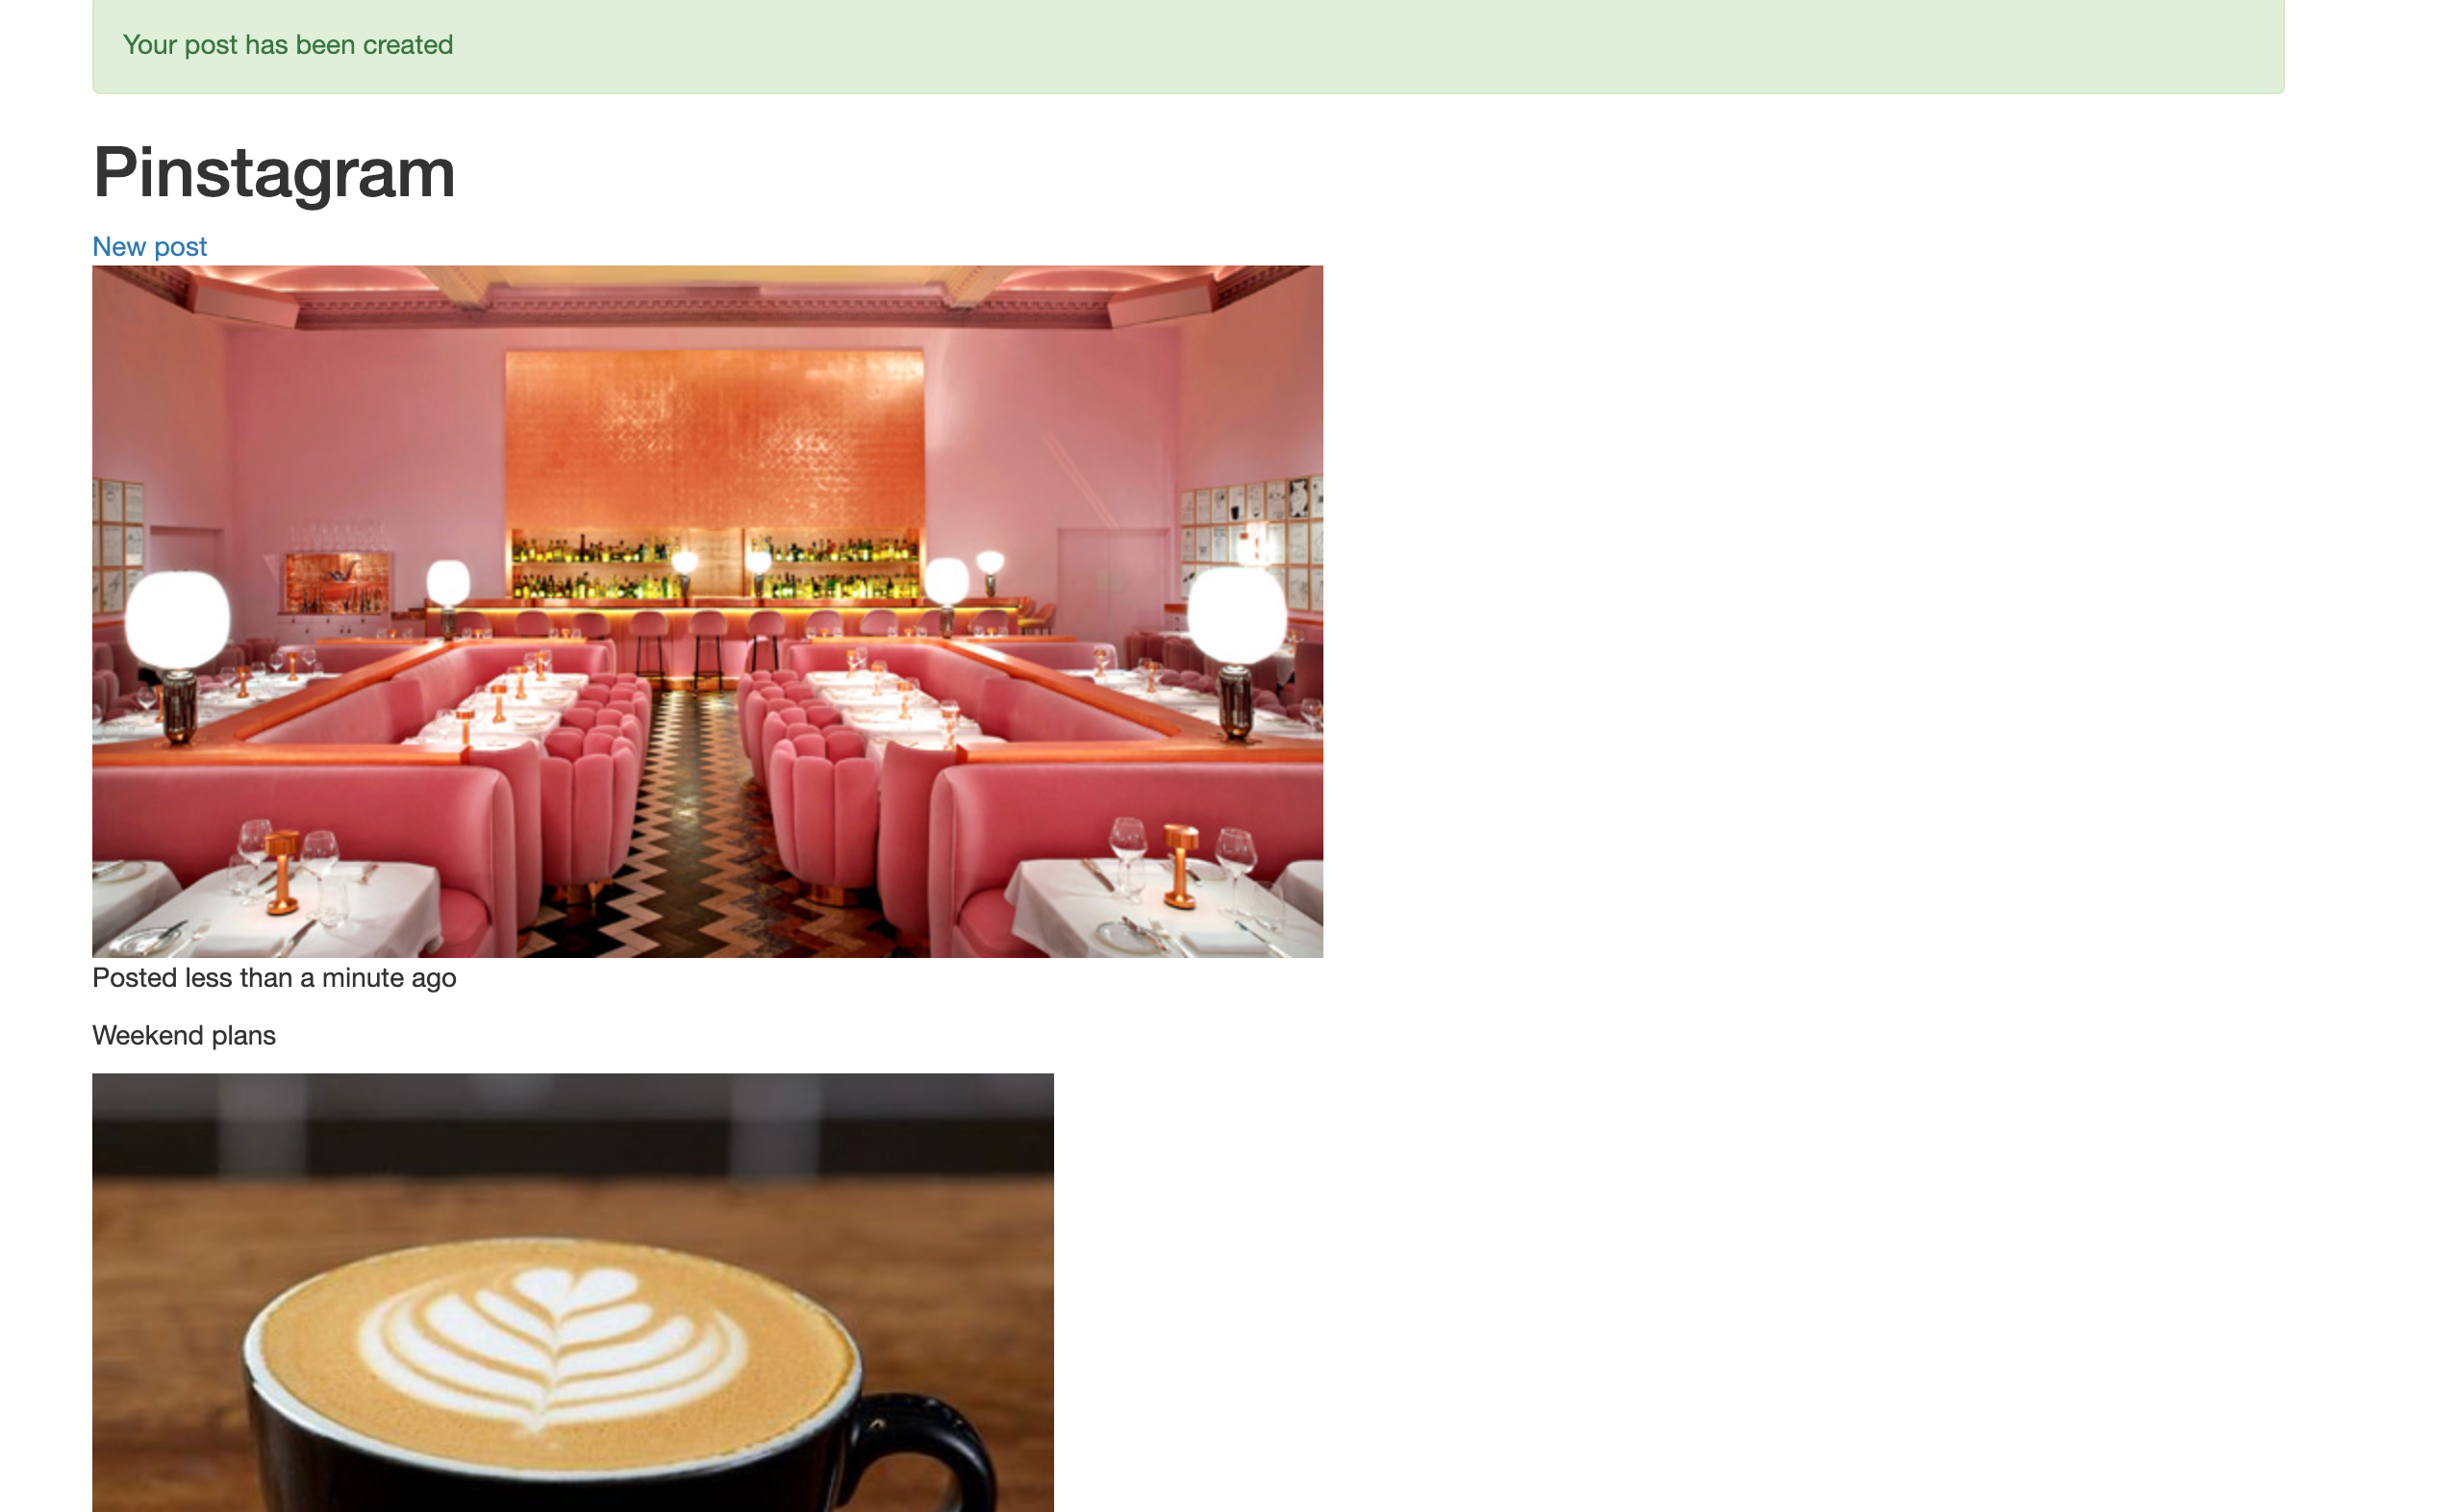 Your post has been created
Pinstagram
New post
Posted less than a minute ago
Weekend plans